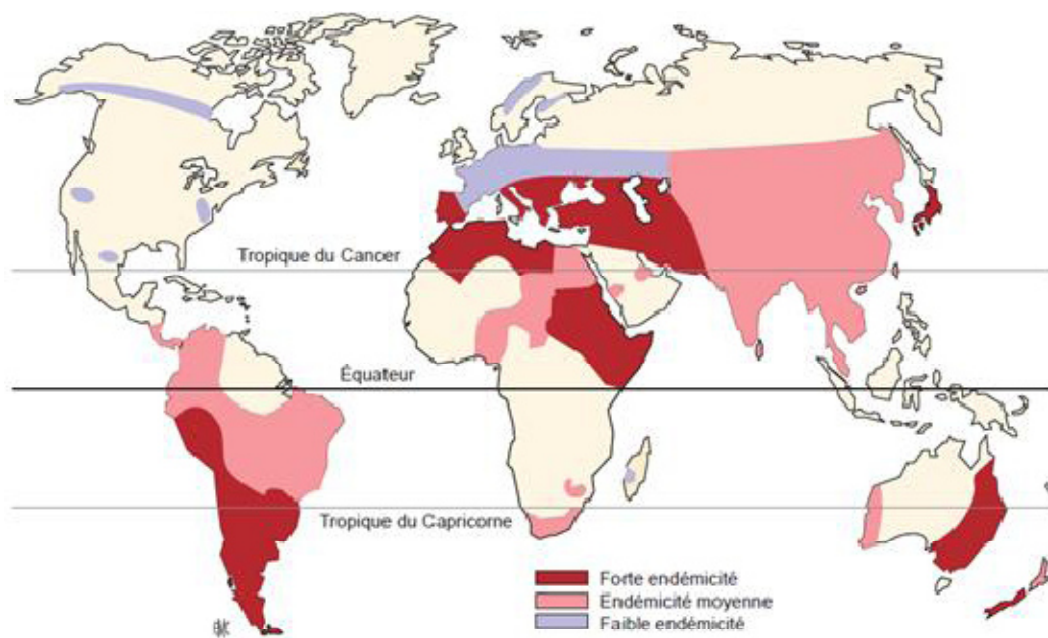 Tropique du Cancer
Équateur
Tropique du Capricorne
Forte endémicité
Endémicité moyenne
Faible endémicité